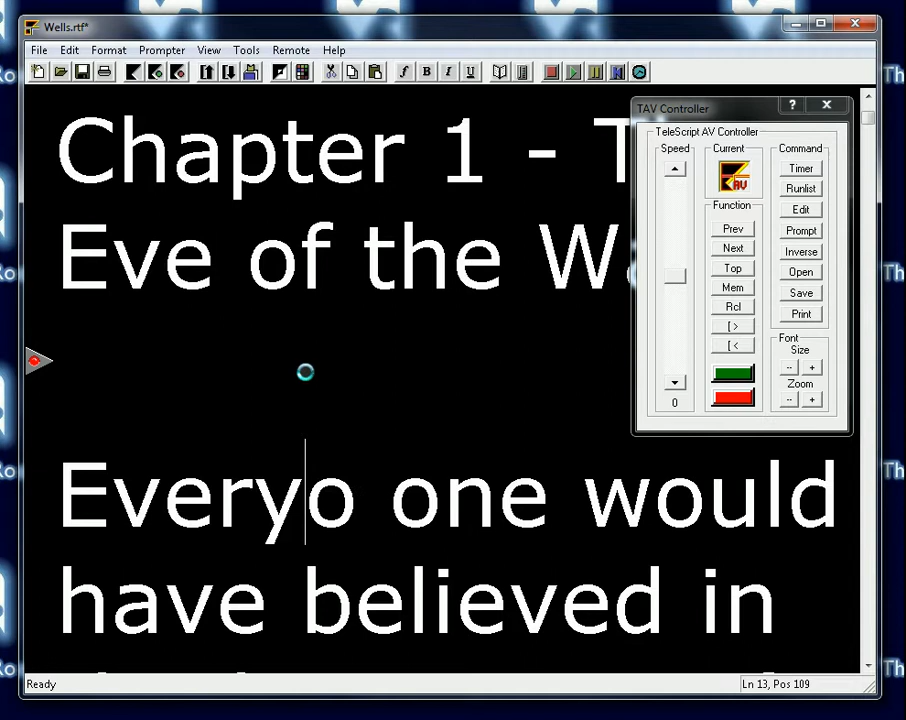 Wells.rtf*
File Edit Format Prompter View Tools Remote Help
Chapter 1 - T
Eve of the Wa
Everyo one would
have believed in
Ready
Ln 13, Pos 109
TAV Controller
TeleScript AV Controller
Speed
0
Current
AV
Function
Prev
Next
Top
Mem
Rcl
[ >
[ <
Command
Timer
Runlist
Edit
Prompt
Inverse
Open
Save
Print
Font
Size
-- +
Zoom
-- +